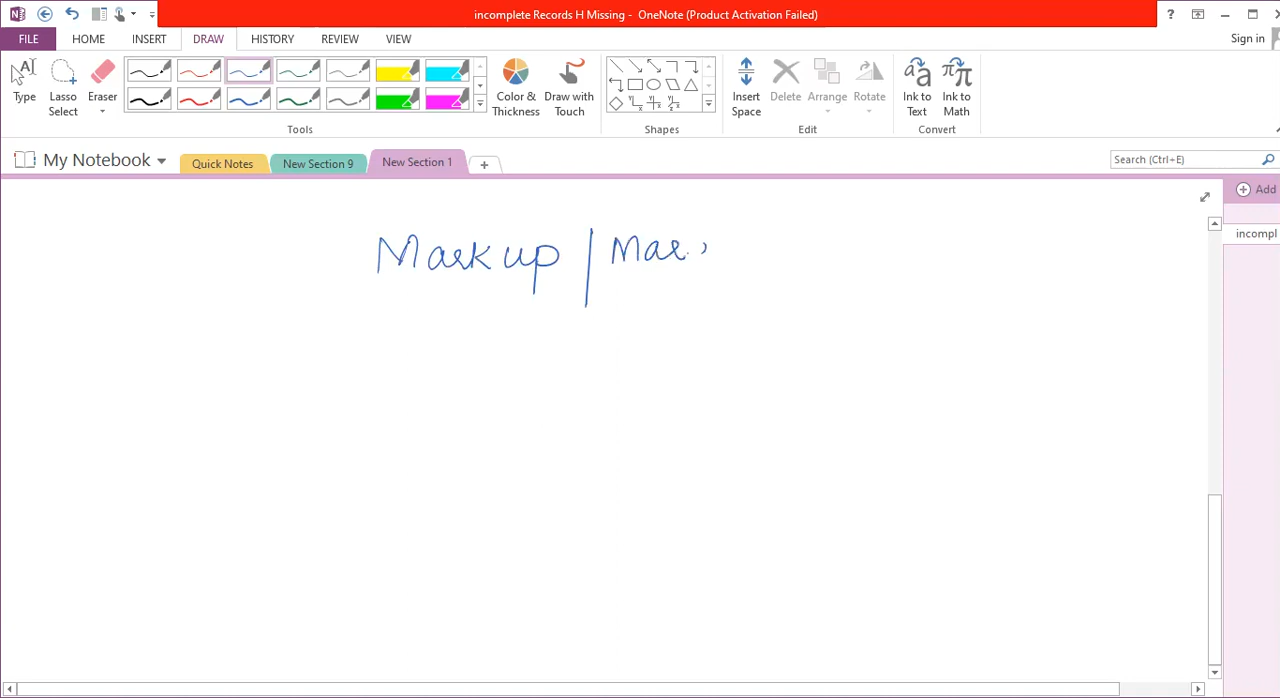 incomplete Records H Missing - OneNote (Product Activation Failed)
?
FILE HOME INSERT DRAW HISTORY REVIEW VIEW Sign in
Type
Lasso Select
Eraser
Color & Thickness
Draw with Touch
Insert Space
Delete
Arrange
Rotate
Ink to Text
Ink to Math
Tools Shapes Edit Convert
My Notebook Quick Notes New Section 9 New Section 1 + Search (Ctrl+E)
Add
incompl
Markup | Mar